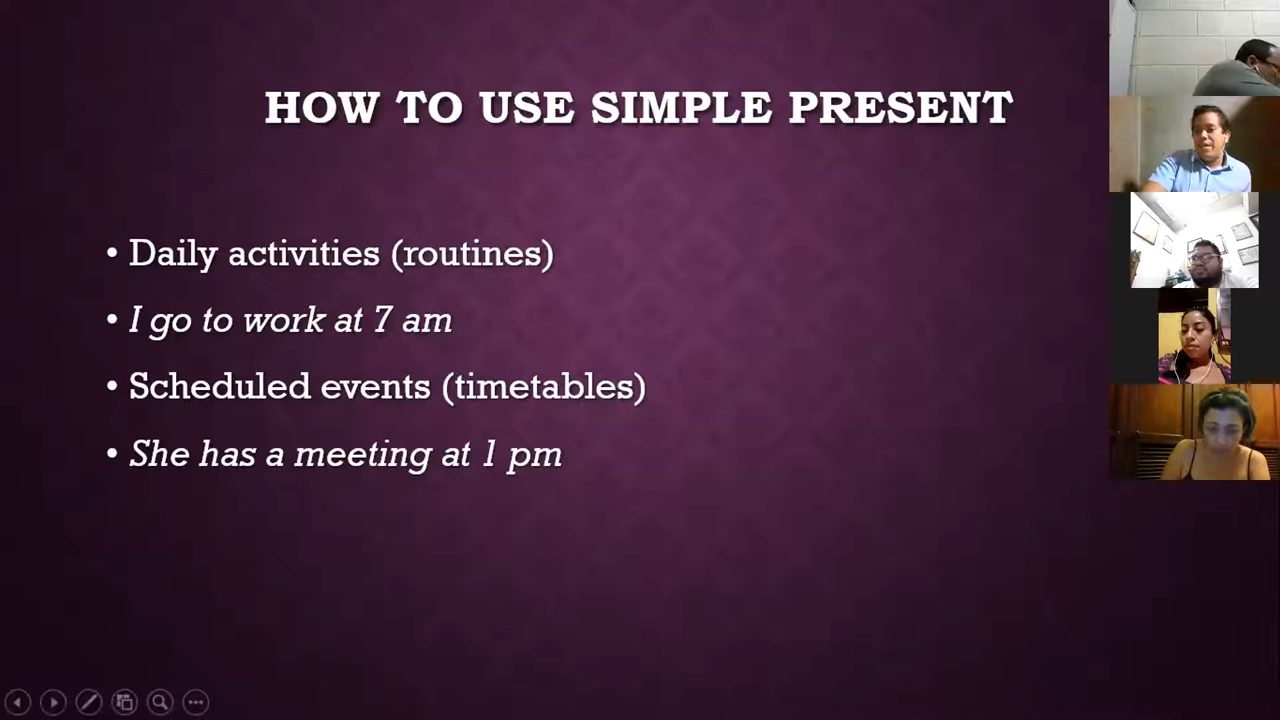 HOW TO USE SIMPLE PRESENT
• Daily activities (routines)
• I go to work at 7 am
• Scheduled events (timetables)
• She has a meeting at 1 pm